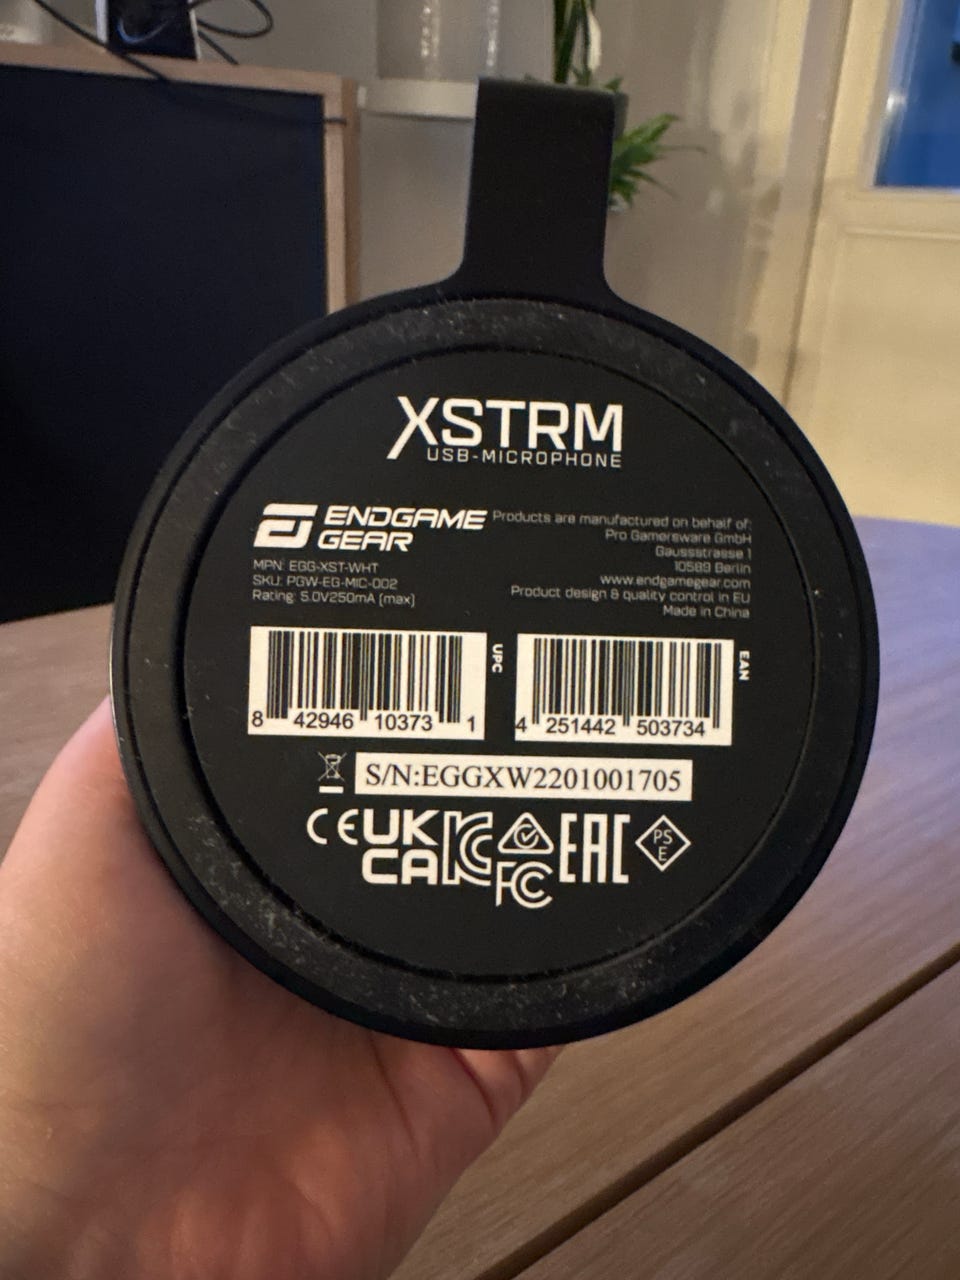 XSTRM
USB-MICROPHONE
ENDGAME
GEAR
MPN: EGG-XST-WHT
SKU: PGW-EG-MIC-002
Rating: 5.0V250mA (max)
Products are manufactured on behalf of:
Pro Gamersware GmbH
Gaussstrasse 1
10589 Berlin
www.endgamegear.com
Product design & quality control in EU
Made in China
8 42946 10373 1
UPC
4 251442 503734
EAN
S/N:EGGXW2201001705
CE UK CA KC FC EAC PS E